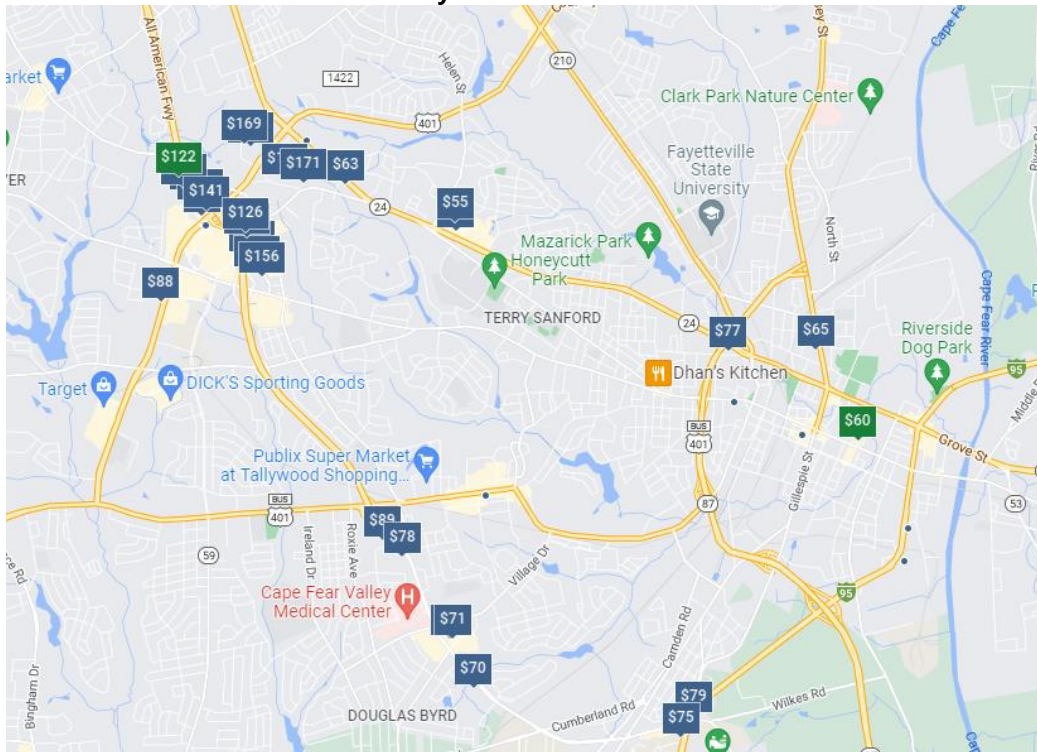 All American Fwy
Helen St
210
1422
401
Cape Fe
Clark Park Nature Center
Fayetteville
State
University
$169
$122
$171
$63
24
$141
$126
$55
$156
Mazarick Park
Honeycutt
Park
North St
River Rd
$88
TERRY SANFORD
24
$77
$65
Cape Fear River
Riverside
Dog Park
95
Target
DICK'S Sporting Goods
Dhan's Kitchen
$60
BUS
401
Grove St
Gillespie St
Publix Super Market
at Tallywood Shopping...
BUS
401
87
53
$89
$78
Ireland Dr
Roxie Ave
59
Village Dr
Cape Fear Valley
Medical Center
H
95
$71
Camden Rd
$70
$79
$75
Wilkes Rd
Cumberland Rd
DOUGLAS BYRD
Bingham Dr